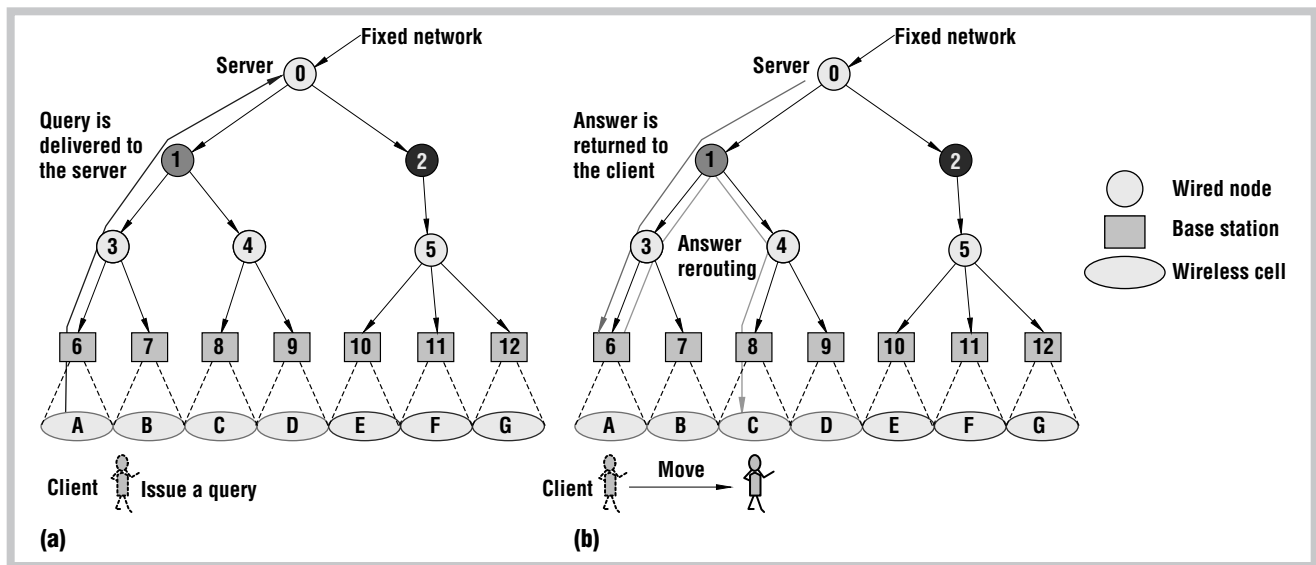 Fixed network
Server
0
Query is
delivered to
the server
1
2
3
4
5
6
7
8
9
10
11
12
A
B
C
D
E
F
G
Client
Issue a query
(a)
Fixed network
Server
0
Answer is
returned to
the client
1
2
3
Answer
rerouting
4
5
6
7
8
9
10
11
12
A
B
C
D
E
F
G
Client
Move
(b)
Wired node
Base station
Wireless cell